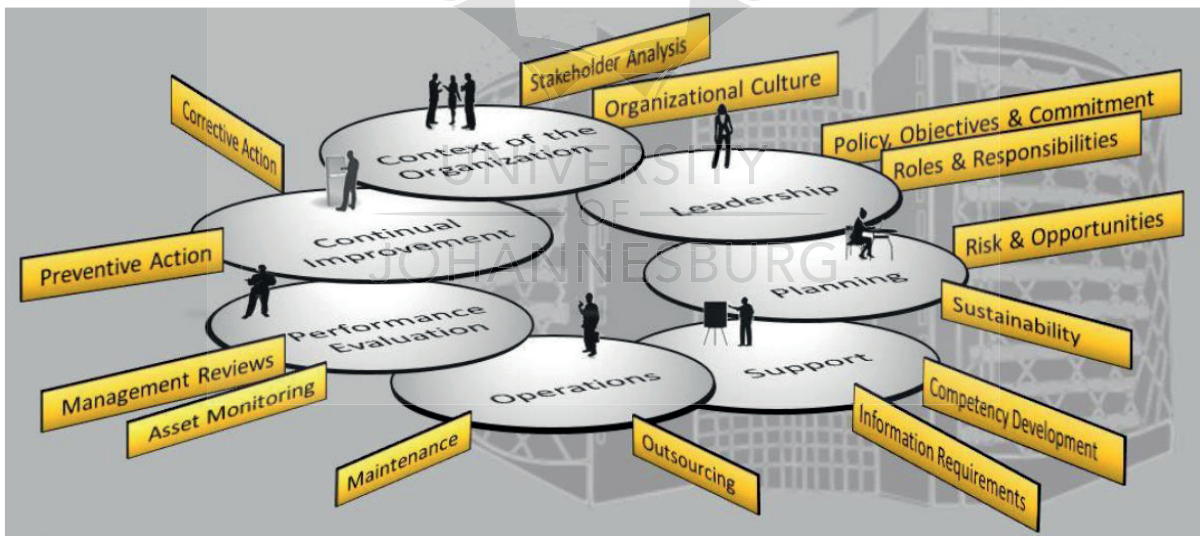 Stakeholder Analysis
Organizational Culture
Policy, Objectives & Commitment
Roles & Responsibilities
Corrective Action
Context of the
Organization
UNIVERSITY
OF
JOHANNESBURG
Leadership
Risk & Opportunities
Continual
Improvement
Preventive Action
Planning
Sustainability
Performance
Evaluation
Support
Competency Development
Information Requirements
Operations
Management Reviews
Asset Monitoring
Maintenance
Outsourcing